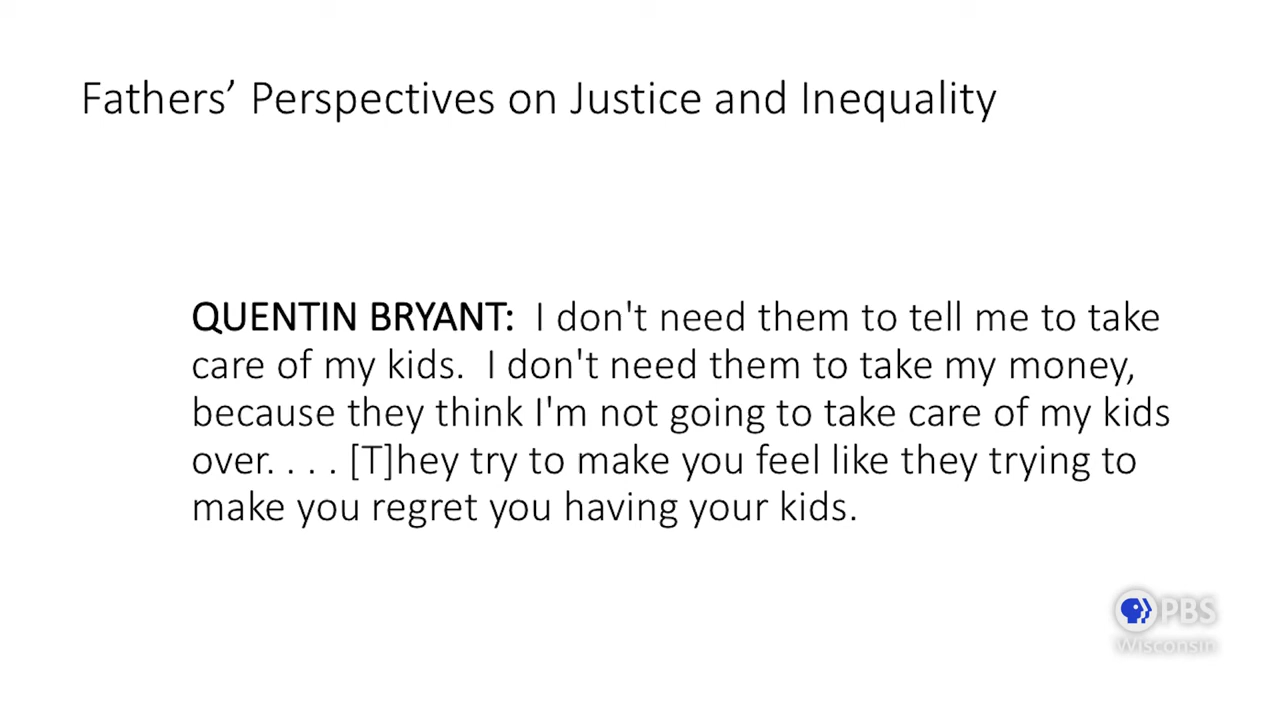 Fathers’ Perspectives on Justice and Inequality
QUENTIN BRYANT:  I don't need them to tell me to take
care of my kids.  I don't need them to take my money,
because they think I'm not going to take care of my kids
over. . . . [T]hey try to make you feel like they trying to
make you regret you having your kids.
PBS
Wisconsin